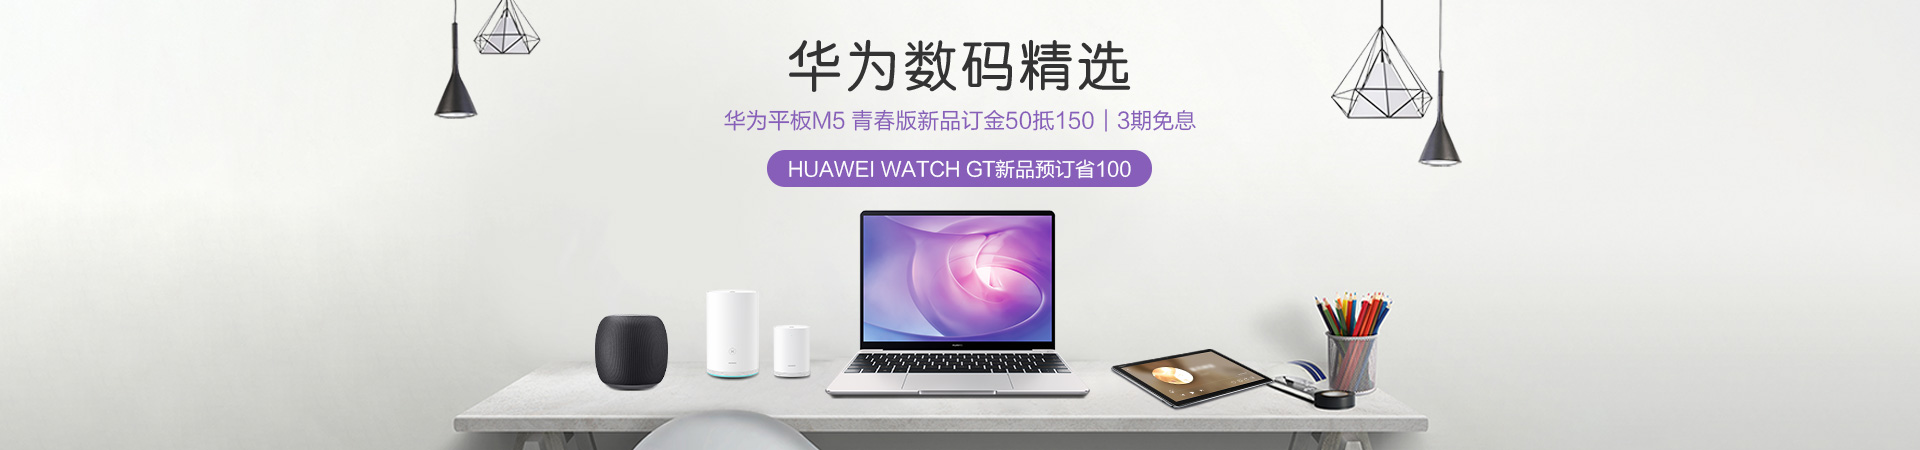 华为数码精选
华为平板M5 青春版新品订金50抵150｜3期免息
HUAWEI WATCH GT新品预订省100